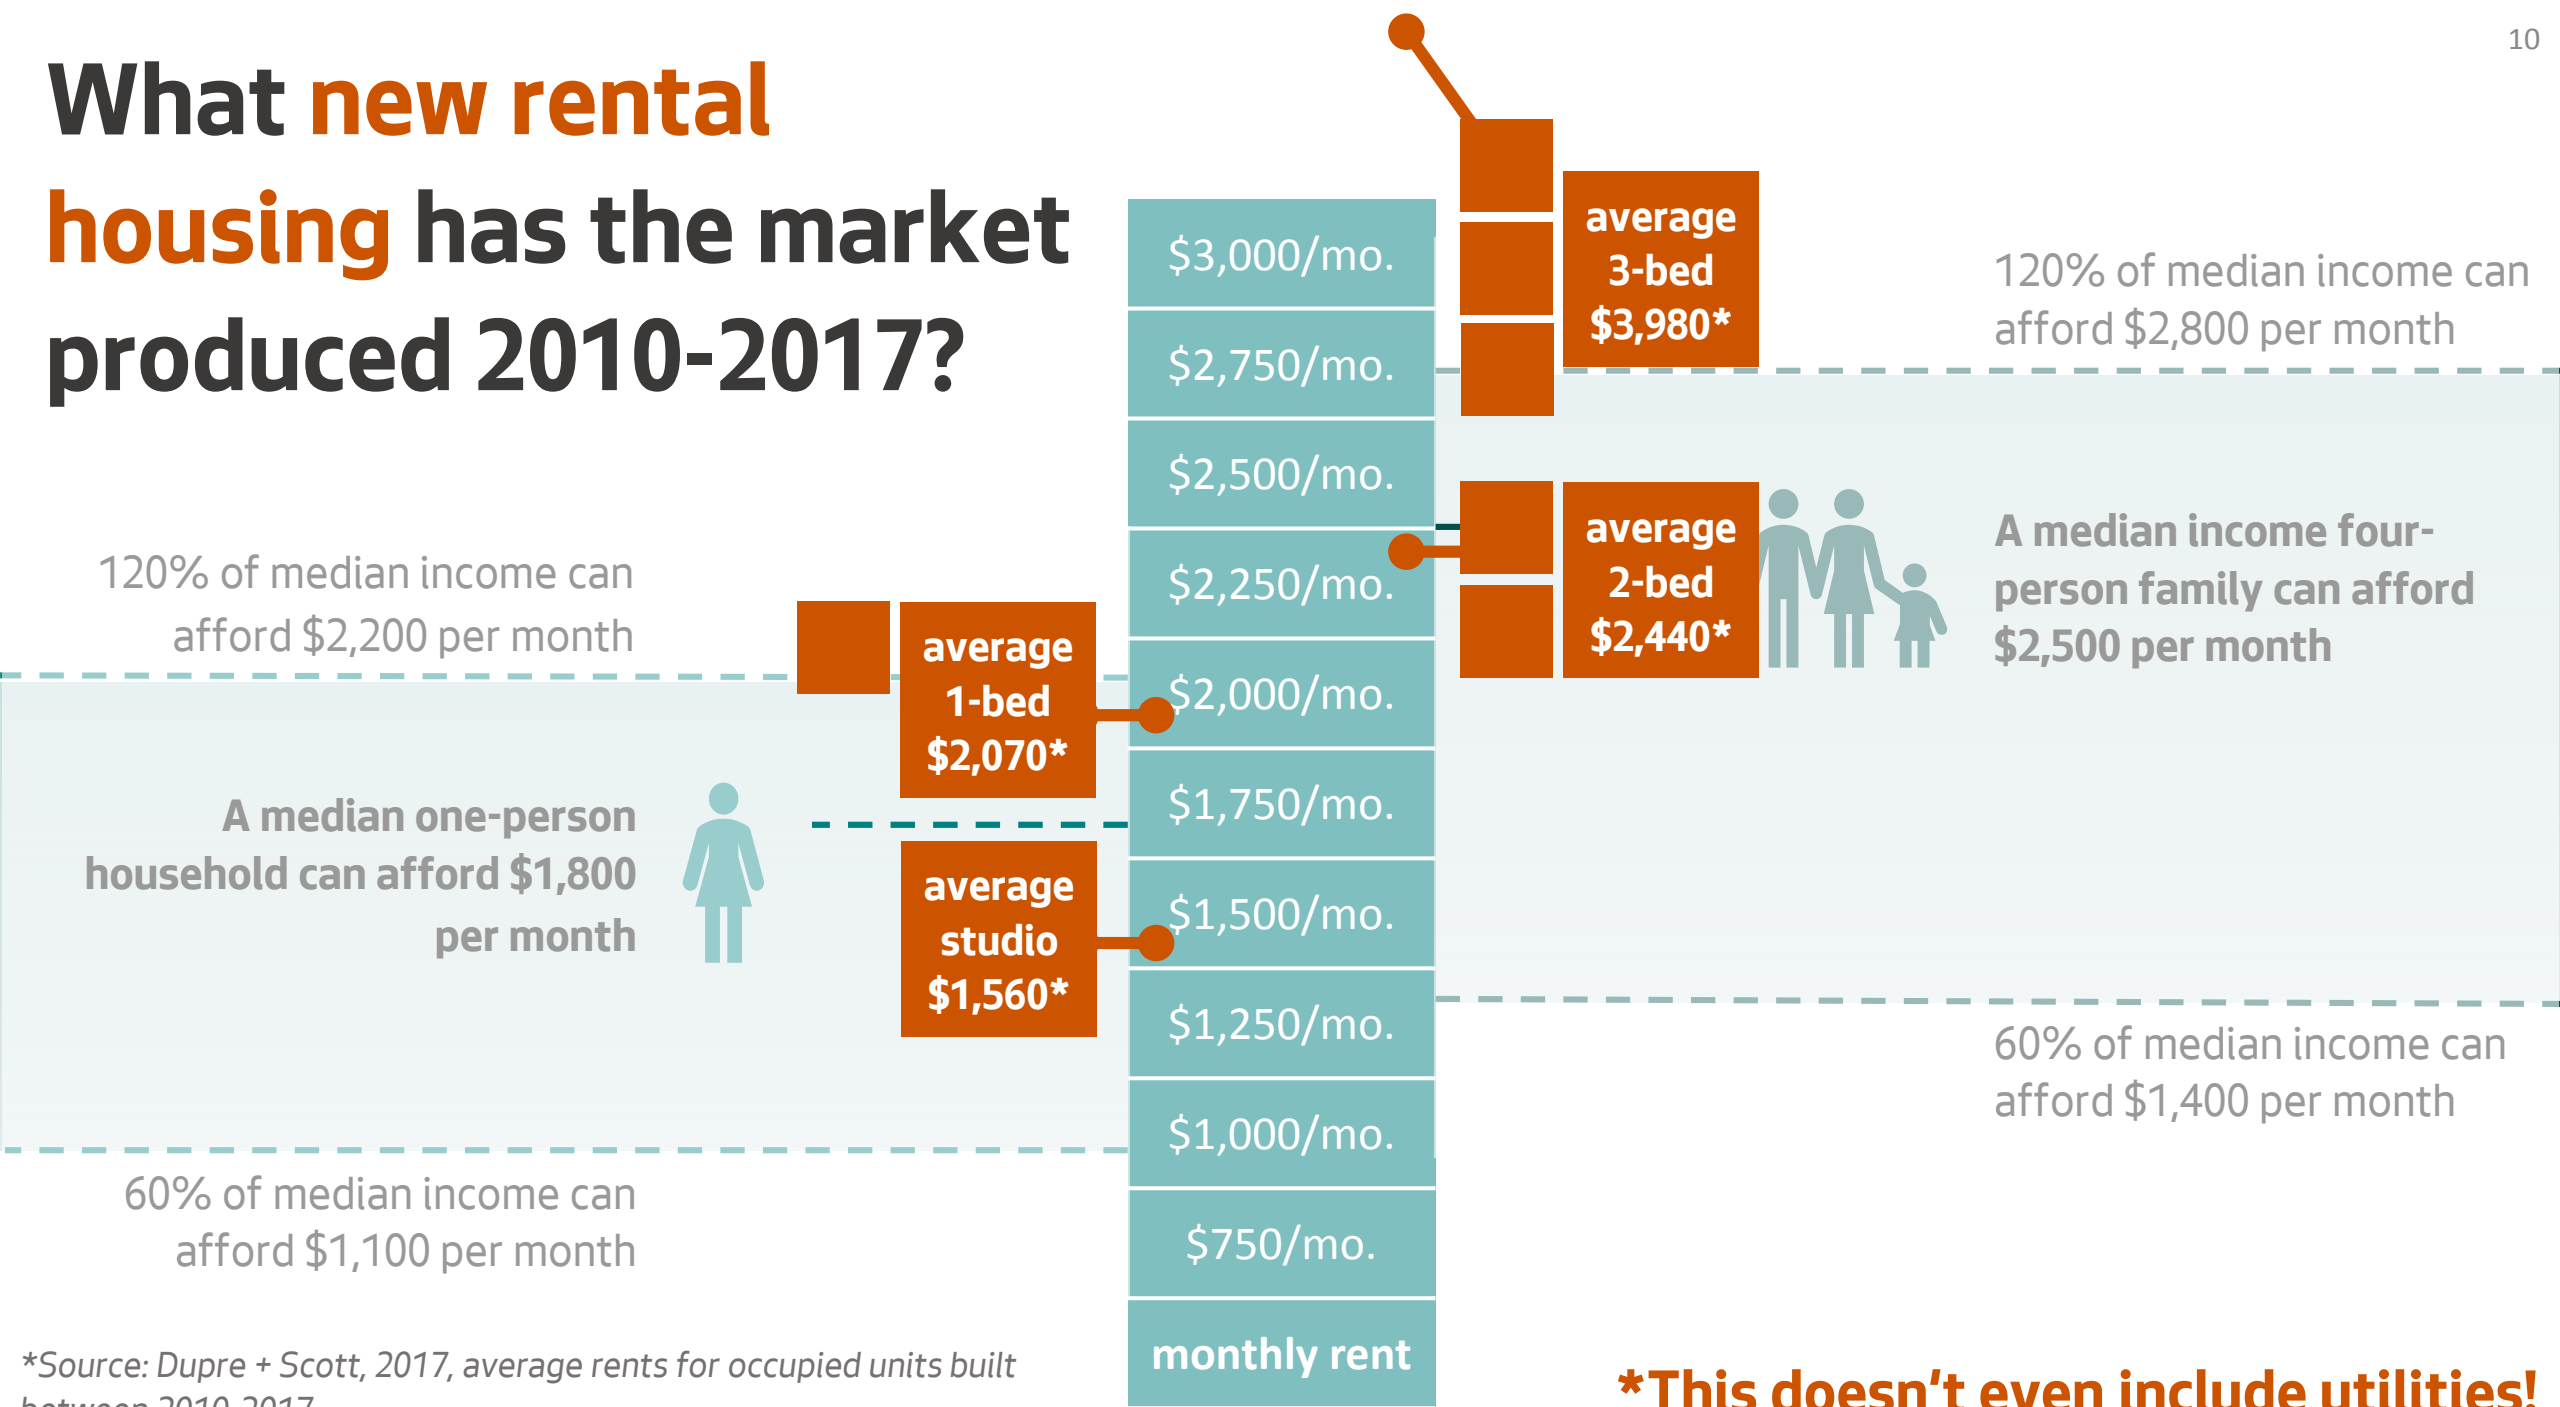 10
What new rental
housing has the market
produced 2010-2017?
120% of median income can
afford $2,200 per month
A median one-person
household can afford $1,800
per month
60% of median income can
afford $1,100 per month
average
1-bed
$2,070*
average
studio
$1,560*
$3,000/mo.
$2,750/mo.
$2,500/mo.
$2,250/mo.
$2,000/mo.
$1,750/mo.
$1,500/mo.
$1,250/mo.
$1,000/mo.
$750/mo.
monthly rent
average
3-bed
$3,980*
average
2-bed
$2,440*
120% of median income can
afford $2,800 per month
A median income four-
person family can afford
$2,500 per month
60% of median income can
afford $1,400 per month
*Source: Dupre + Scott, 2017, average rents for occupied units built
between 2010-2017
*This doesn't even include utilities!